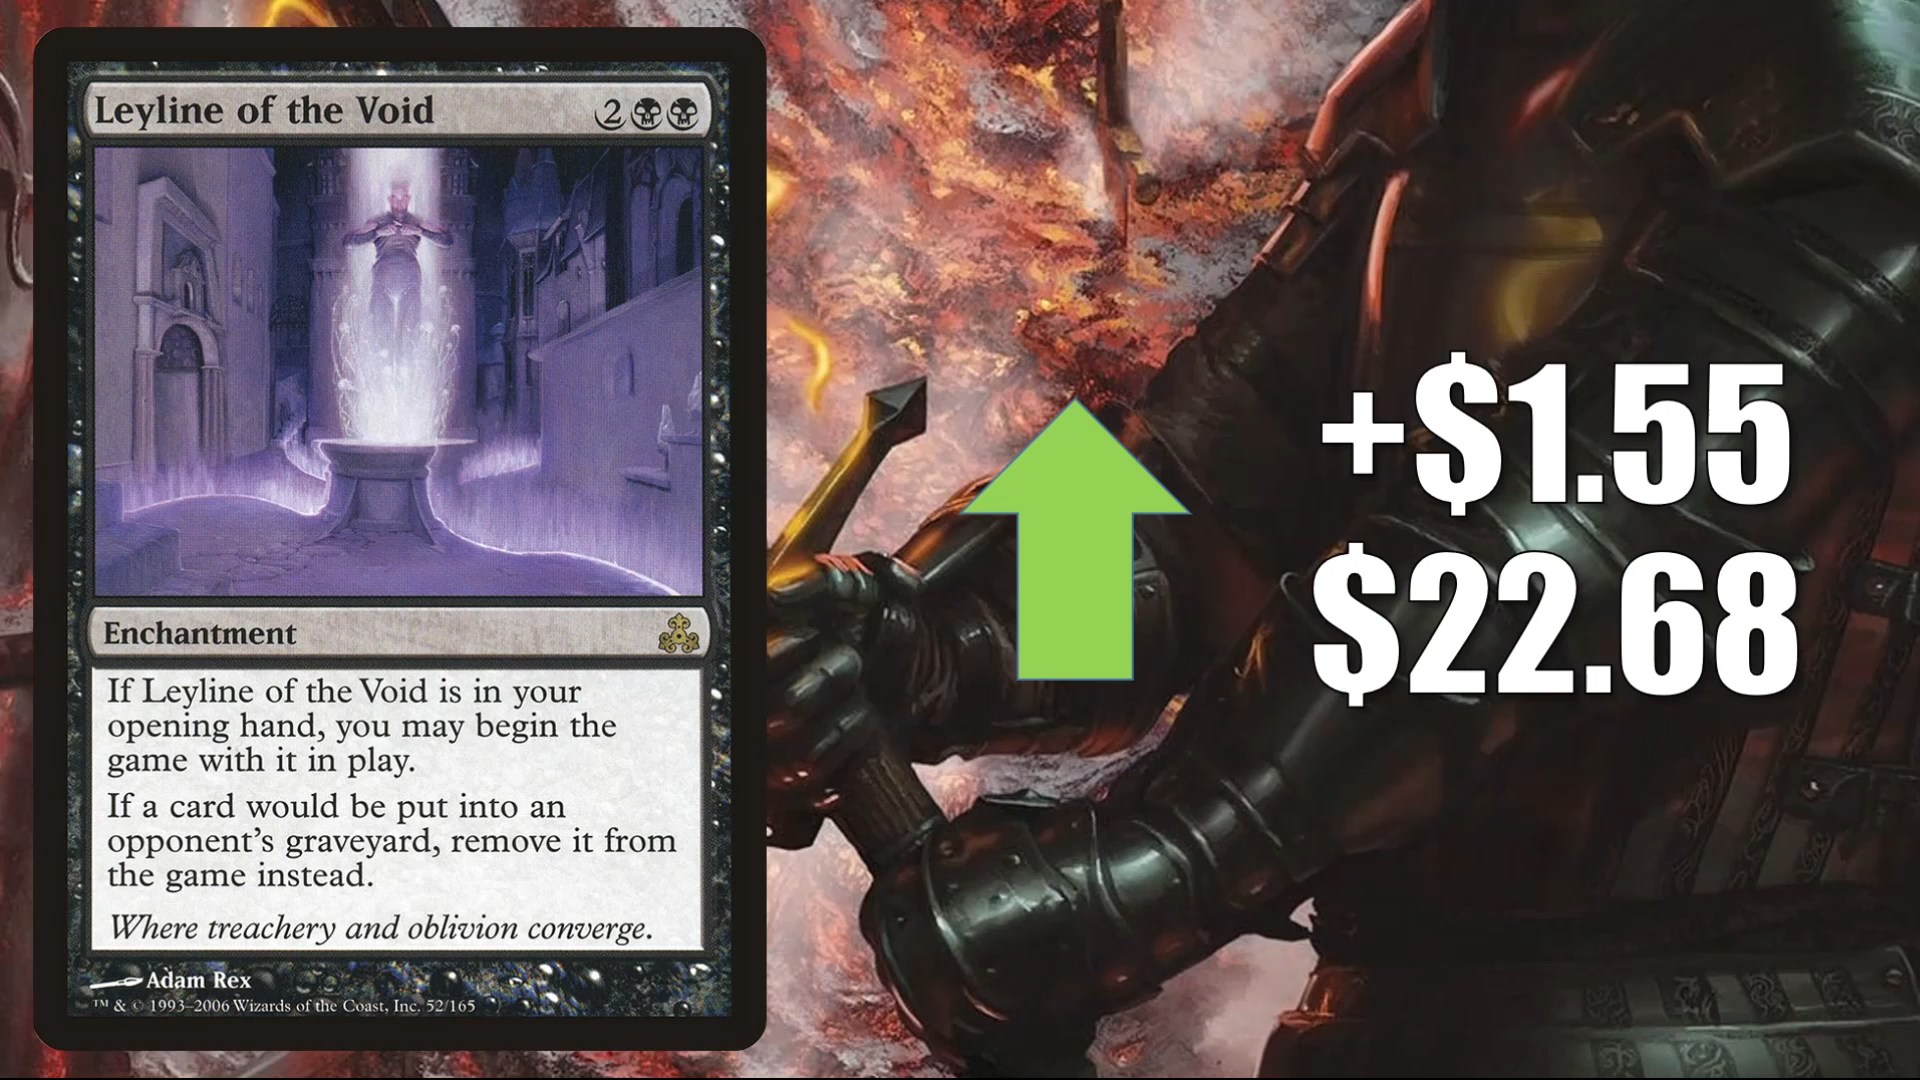 Leyline of the Void 2
Enchantment
If Leyline of the Void is in your
opening hand, you may begin the
game with it in play.
If a card would be put into an
opponent's graveyard, remove it from
the game instead.
Where treachery and oblivion converge.
Adam Rex
™ & © 1993–2006 Wizards of the Coast, Inc. 52/165
+$1.55
$22.68